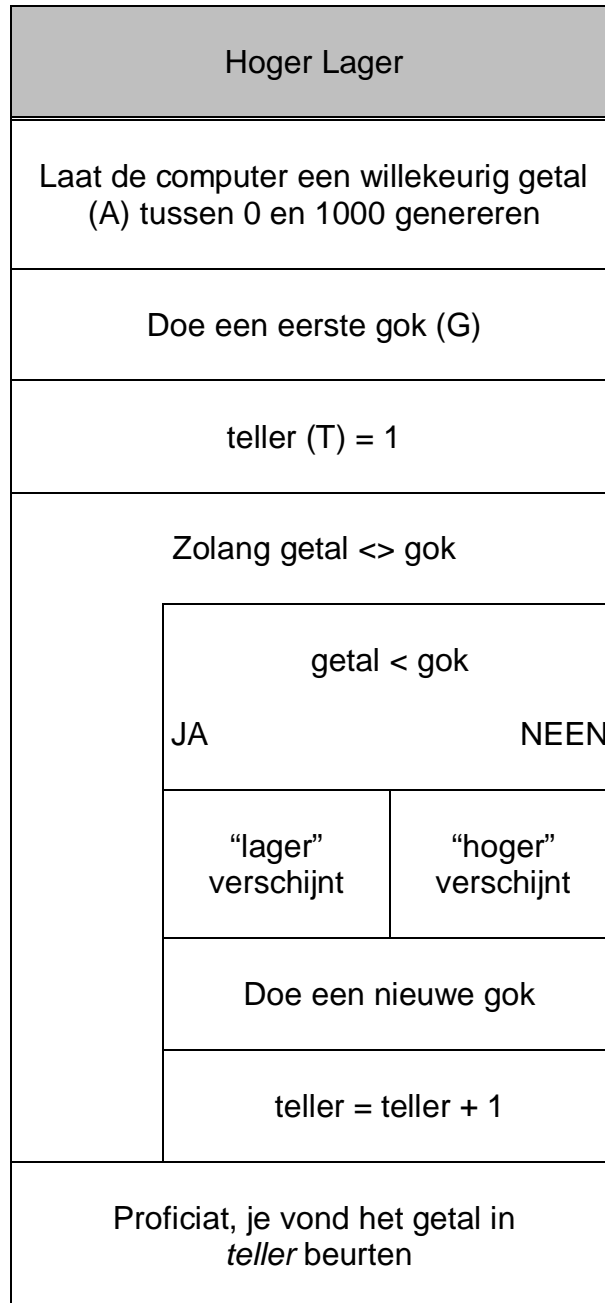 Hoger Lager
Laat de computer een willekeurig getal
(A) tussen 0 en 1000 genereren
Doe een eerste gok (G)
teller (T) = 1
Zolang getal <> gok
getal < gok
JA
NEEN
“lager”
verschijnt
“hoger”
verschijnt
Doe een nieuwe gok
teller = teller + 1
Proficiat, je vond het getal in
teller beurten